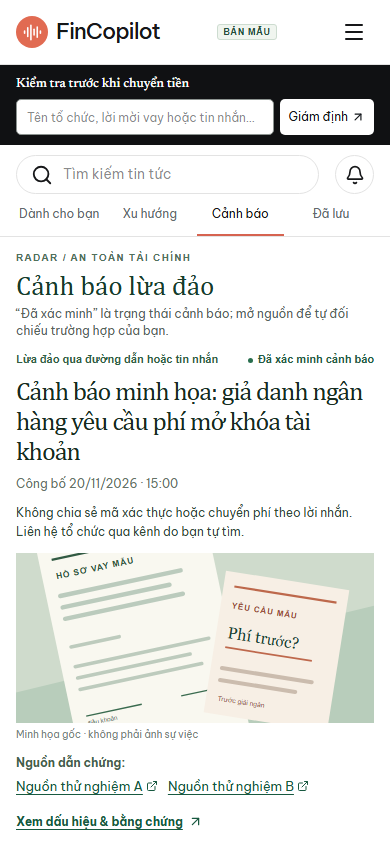 FinCopilot
BẢN MẪU
Kiểm tra trước khi chuyển tiền
Tên tổ chức, lời mời vay hoặc tin nhắn...
Giám định
Tìm kiếm tin tức
Dành cho bạn
Xu hướng
Cảnh báo
Đã lưu
RADAR / AN TOÀN TÀI CHÍNH
Cảnh báo lừa đảo
“Đã xác minh” là trạng thái cảnh báo; mở nguồn để tự đối
chiếu trường hợp của bạn.
Lừa đảo qua đường dẫn hoặc tin nhắn
Đã xác minh cảnh báo
Cảnh báo minh họa: giả danh ngân
hàng yêu cầu phí mở khóa tài
khoản
Công bố 20/11/2026 · 15:00
Không chia sẻ mã xác thực hoặc chuyển phí theo lời nhắn.
Liên hệ tổ chức qua kênh do bạn tự tìm.
HỒ SƠ VAY MẪU
YÊU CẦU MẪU
Phí trước?
Trước giải ngân
khoản
Minh họa gốc · không phải ảnh sự việc
Nguồn dẫn chứng:
Nguồn thử nghiệm A
Nguồn thử nghiệm B
Xem dấu hiệu & bằng chứng